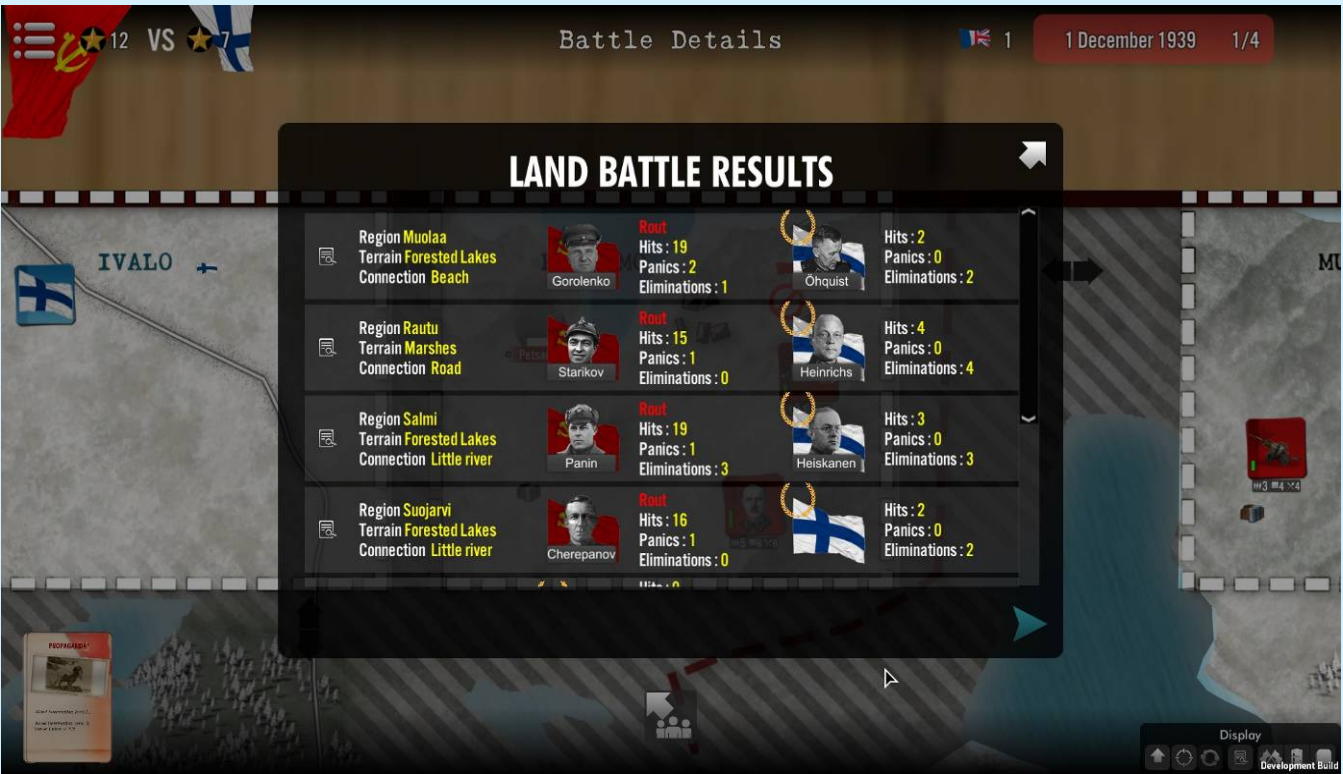 12 VS 7
Battle Details
1
1 December 1939 1/4
LAND BATTLE RESULTS
IVALO
Region Muolaa
Terrain Forested Lakes
Connection Beach
Gorolenko
Rout
Hits : 19
Panics : 2
Eliminations : 1
Öhquist
Hits : 2
Panics : 0
Eliminations : 2
Region Rautu
Terrain Marshes
Connection Road
Starikov
Rout
Hits : 15
Panics : 1
Eliminations : 0
Heinrichs
Hits : 4
Panics : 0
Eliminations : 4
Region Salmi
Terrain Forested Lakes
Connection Little river
Panin
Rout
Hits : 19
Panics : 1
Eliminations : 3
Heiskanen
Hits : 3
Panics : 0
Eliminations : 3
Region Suojarvi
Terrain Forested Lakes
Connection Little river
Cherepanov
Rout
Hits : 16
Panics : 1
Eliminations : 0
Hits : 2
Panics : 0
Eliminations : 2
MU
3 4 4
PROPAGANDA
Display
Development Build